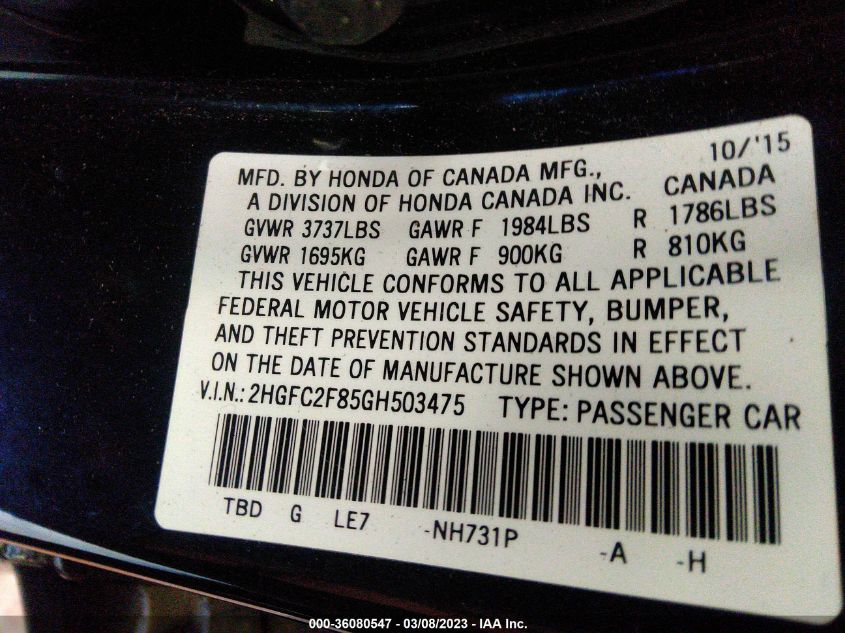 10/'15
MFD. BY HONDA OF CANADA MFG., CANADA
A DIVISION OF HONDA CANADA INC.
GVWR 3737LBS GAWR F 1984LBS R 1786LBS
GVWR 1695KG GAWR F 900KG R 810KG
THIS VEHICLE CONFORMS TO ALL APPLICABLE
FEDERAL MOTOR VEHICLE SAFETY, BUMPER,
AND THEFT PREVENTION STANDARDS IN EFFECT
ON THE DATE OF MANUFACTURE SHOWN ABOVE.
V.I.N.: 2HGFC2F85GH503475 TYPE: PASSENGER CAR
TBD G LE7 -NH731P -A -H
000-36080547 - 03/08/2023 - IAA Inc.